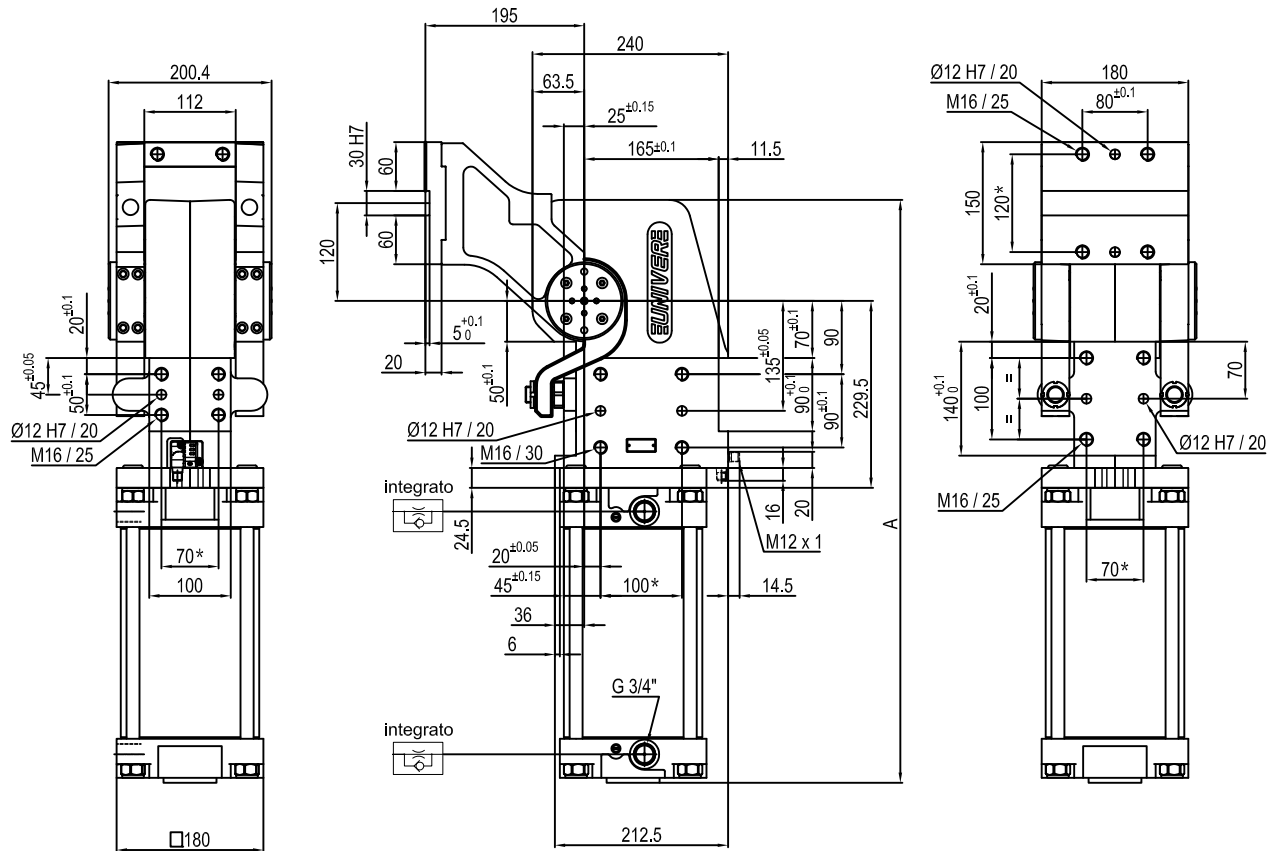 195
240
200.4
112
63.5
25±0.15
165±0.1
11.5
30 H7
60
60
120
5 +0.1 0
20
50±0.1
UNIVER
70±0.1
90
135±0.05
90 +0.1 0
90±0.1
229.5
20±0.1
45±0.05
50±0.1
Ø12 H7 / 20
M16 / 25
Ø12 H7 / 20
M16 / 30
integrato
24.5
16
20
M12 x 1
A
20±0.05
45±0.15
100*
14.5
36
6
70*
100
G 3/4"
integrato
□180
212.5
Ø12 H7 / 20
M16 / 25
180
80±0.1
150
120*
20±0.1
140 +0.1 0
100
=
=
70
Ø12 H7 / 20
M16 / 25
70*